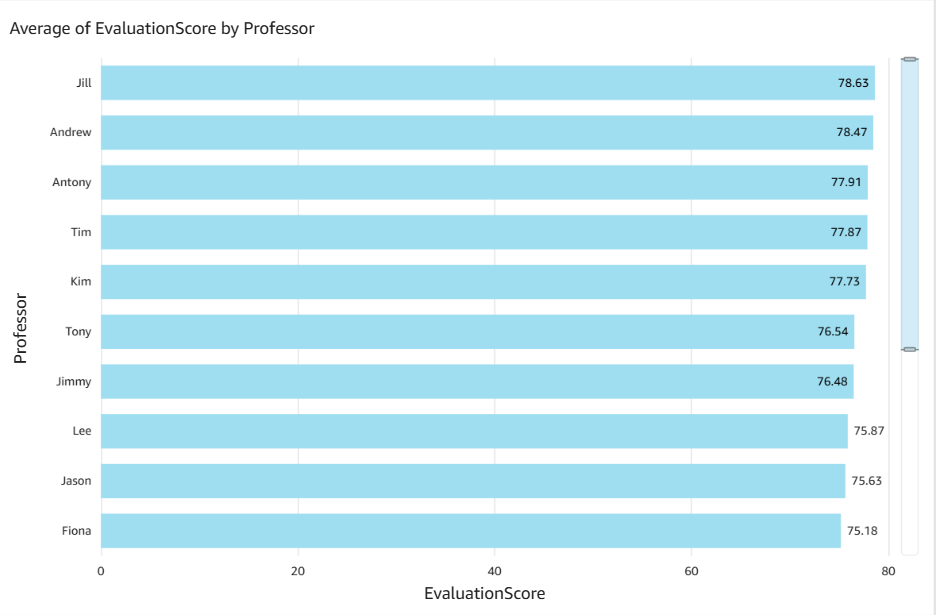 Average of EvaluationScore by Professor
Professor
Jill 78.63
Andrew 78.47
Antony 77.91
Tim 77.87
Kim 77.73
Tony 76.54
Jimmy 76.48
Lee 75.87
Jason 75.63
Fiona 75.18
0 20 40 60 80
EvaluationScore